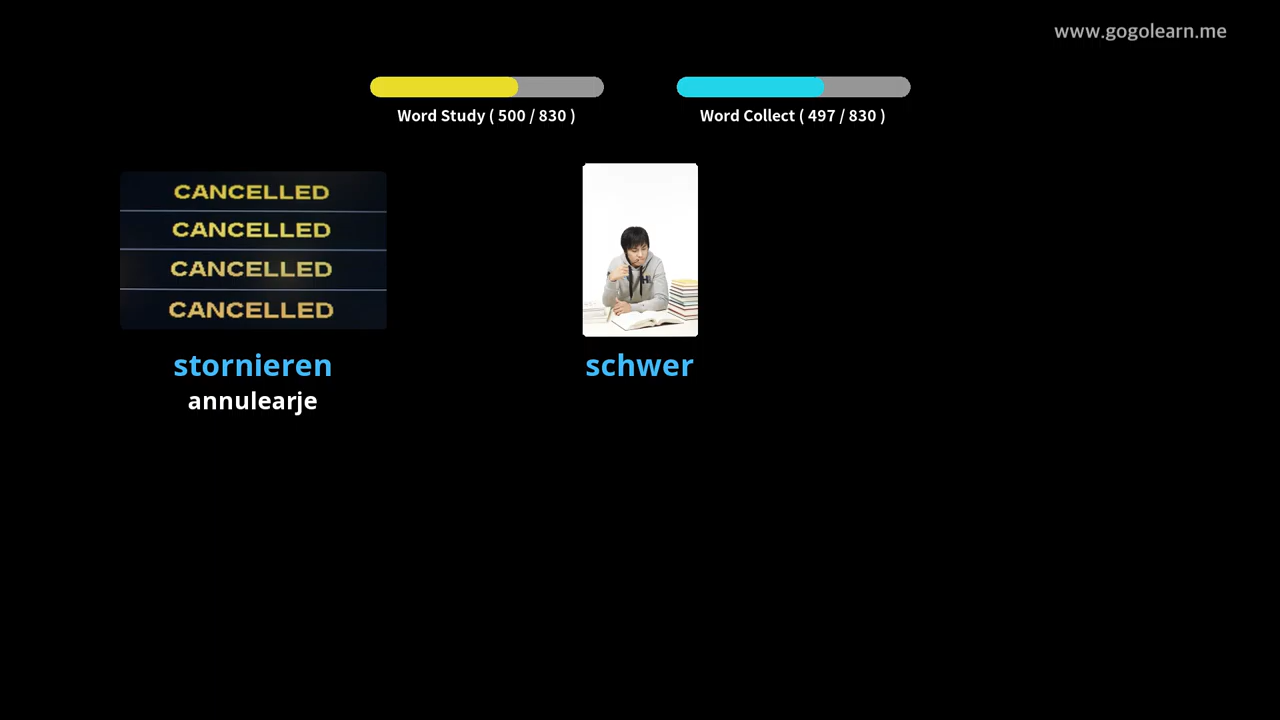 www.gogolearn.me
Word Study ( 500 / 830 )
Word Collect ( 497 / 830 )
CANCELLED
CANCELLED
CANCELLED
CANCELLED
stornieren
annulearje
schwer